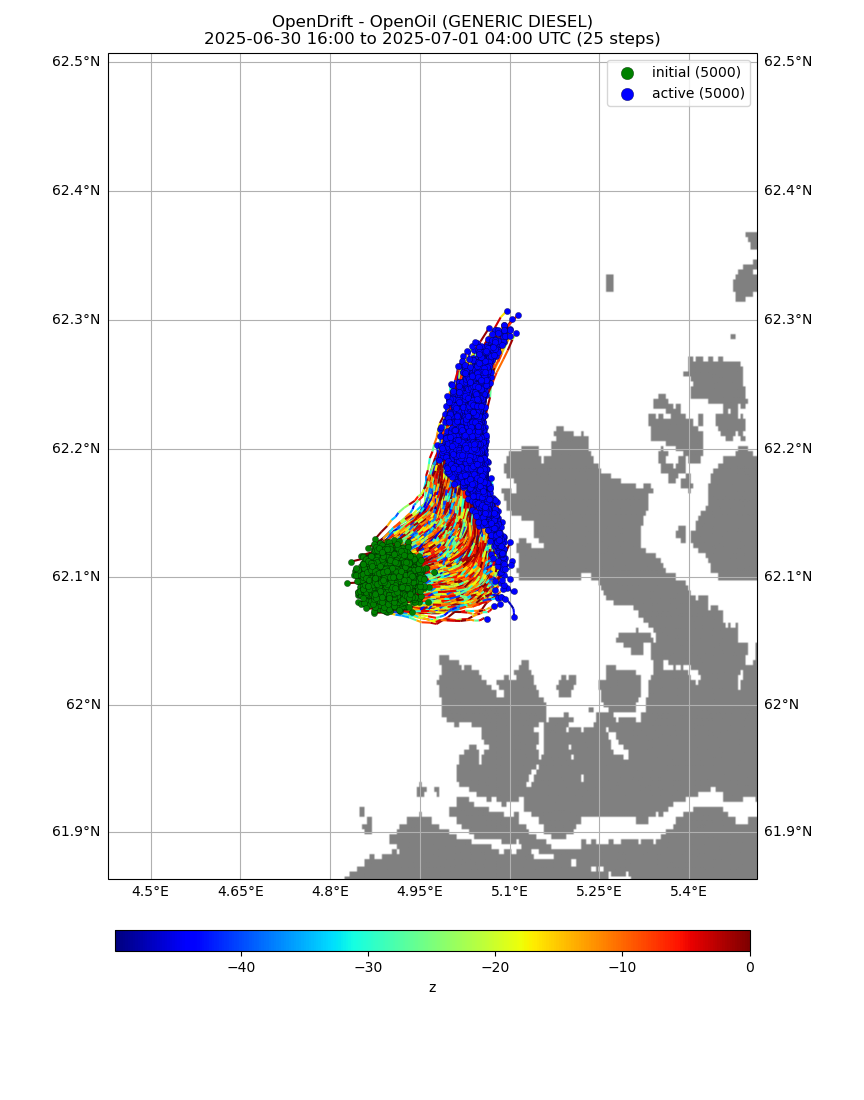 OpenDrift - OpenOil (GENERIC DIESEL)
2025-06-30 16:00 to 2025-07-01 04:00 UTC (25 steps)
62.5°N 62.5°N
initial (5000)
active (5000)
62.4°N 62.4°N
62.3°N 62.3°N
62.2°N 62.2°N
62.1°N 62.1°N
62°N 62°N
61.9°N 61.9°N
4.5°E 4.65°E 4.8°E 4.95°E 5.1°E 5.25°E 5.4°E
−40 −30 −20 −10 0
z